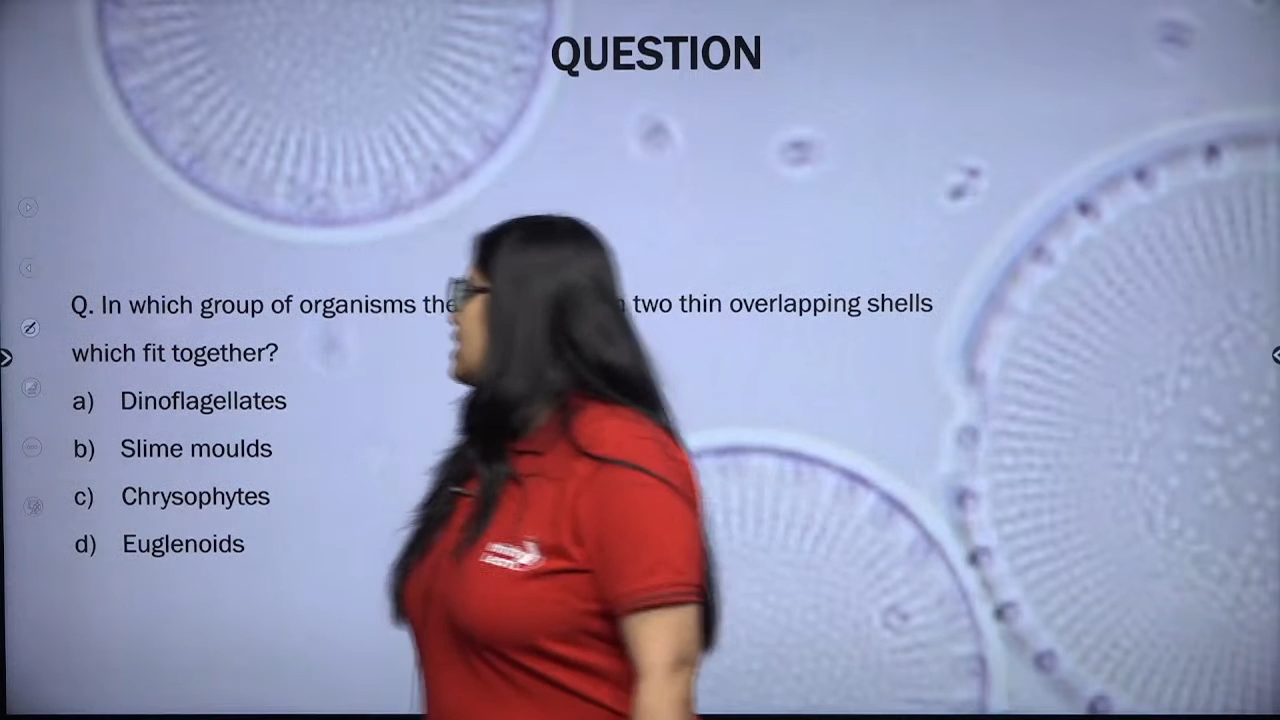 QUESTION
Q. In which group of organisms the two thin overlapping shells
which fit together?
a) Dinoflagellates
b) Slime moulds
c) Chrysophytes
d) Euglenoids